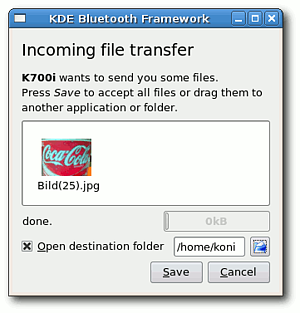 KDE Bluetooth Framework
Incoming file transfer
K700i wants to send you some files.
Press Save to accept all files or drag them to
another application or folder.
Coca-Cola
Bild(25).jpg
done.
0kB
Open destination folder
/home/koni
Save
Cancel